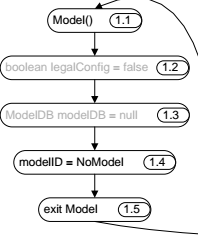 Model() 1.1
boolean legalConfig = false 1.2
ModelDB modelDB = null 1.3
modelID = NoModel 1.4
exit Model 1.5